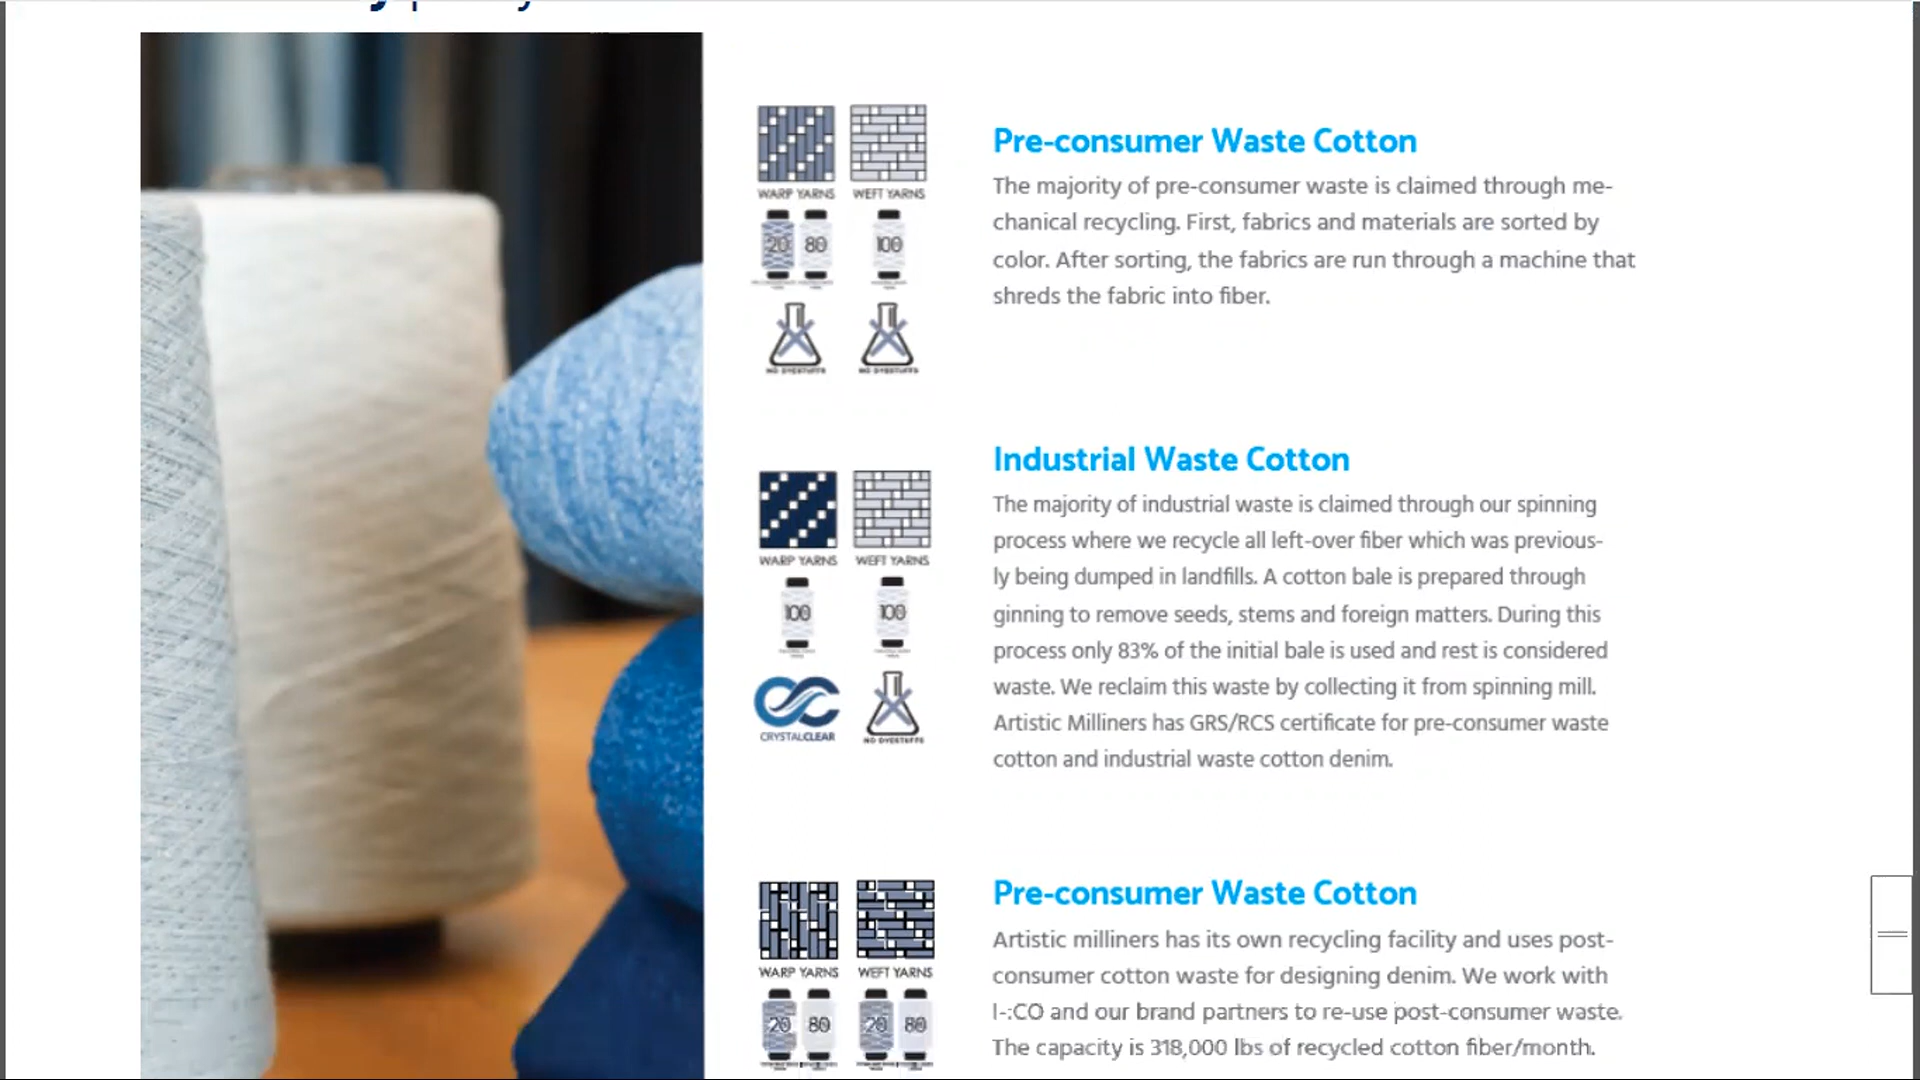 Pre-consumer Waste Cotton
The majority of pre-consumer waste is claimed through me-
chanical recycling. First, fabrics and materials are sorted by
color. After sorting, the fabrics are run through a machine that
shreds the fabric into fiber.
WARP YARNS WEFT YARNS
20 80 100
NO DYESTUFFS NO DYESTUFFS
Industrial Waste Cotton
The majority of industrial waste is claimed through our spinning
process where we recycle all left-over fiber which was previous-
ly being dumped in landfills. A cotton bale is prepared through
ginning to remove seeds, stems and foreign matters. During this
process only 83% of the initial bale is used and rest is considered
waste. We reclaim this waste by collecting it from spinning mill.
Artistic Milliners has GRS/RCS certificate for pre-consumer waste
cotton and industrial waste cotton denim.
WARP YARNS WEFT YARNS
100 100
CRYSTALCLEAR NO DYESTUFFS
Pre-consumer Waste Cotton
Artistic milliners has its own recycling facility and uses post-
consumer cotton waste for designing denim. We work with
I-:CO and our brand partners to re-use post-consumer waste.
The capacity is 318,000 lbs of recycled cotton fiber/month.
WARP YARNS WEFT YARNS
20 80 20 80